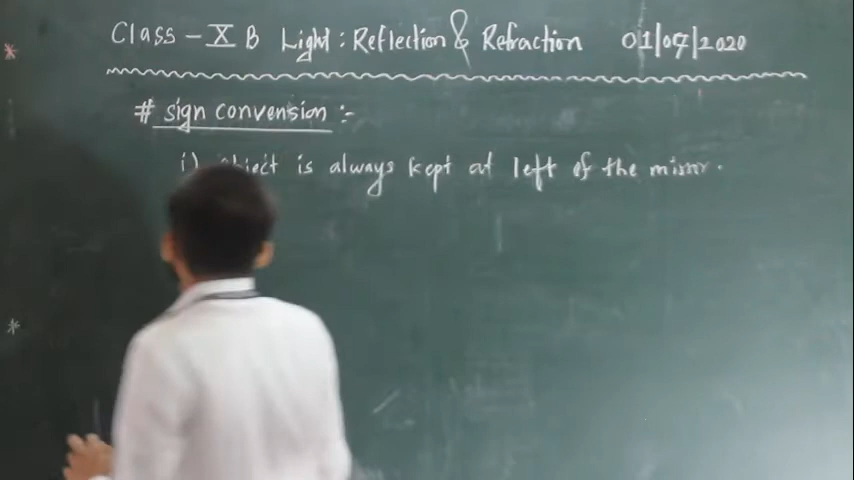 Class - X B Light : Reflection & Refraction 01/07/2020
# sign convension :-
i) object is always kept at left of the mirror.